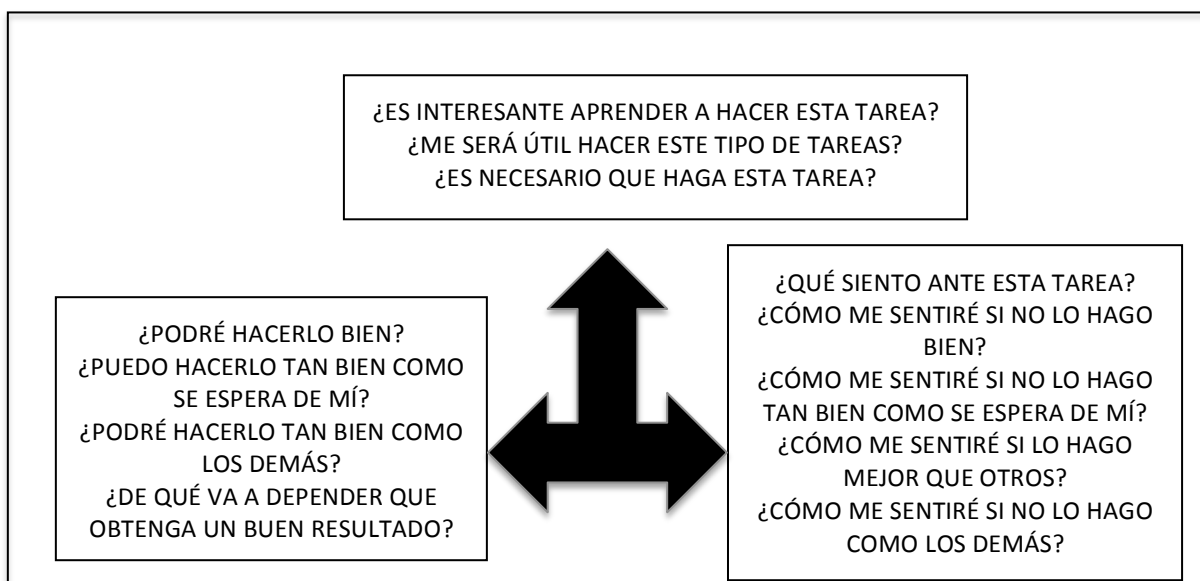 ¿ES INTERESANTE APRENDER A HACER ESTA TAREA?
¿ME SERÁ ÚTIL HACER ESTE TIPO DE TAREAS?
¿ES NECESARIO QUE HAGA ESTA TAREA?
¿PODRÉ HACERLO BIEN?
¿PUEDO HACERLO TAN BIEN COMO
SE ESPERA DE MÍ?
¿PODRÉ HACERLO TAN BIEN COMO
LOS DEMÁS?
¿DE QUÉ VA A DEPENDER QUE
OBTENGA UN BUEN RESULTADO?
¿QUÉ SIENTO ANTE ESTA TAREA?
¿CÓMO ME SENTIRÉ SI NO LO HAGO
BIEN?
¿CÓMO ME SENTIRÉ SI NO LO HAGO
TAN BIEN COMO SE ESPERA DE MÍ?
¿CÓMO ME SENTIRÉ SI LO HAGO
MEJOR QUE OTROS?
¿CÓMO ME SENTIRÉ SI NO LO HAGO
COMO LOS DEMÁS?